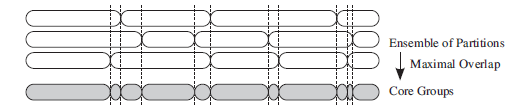 Ensemble of Partitions
Maximal Overlap
Core Groups